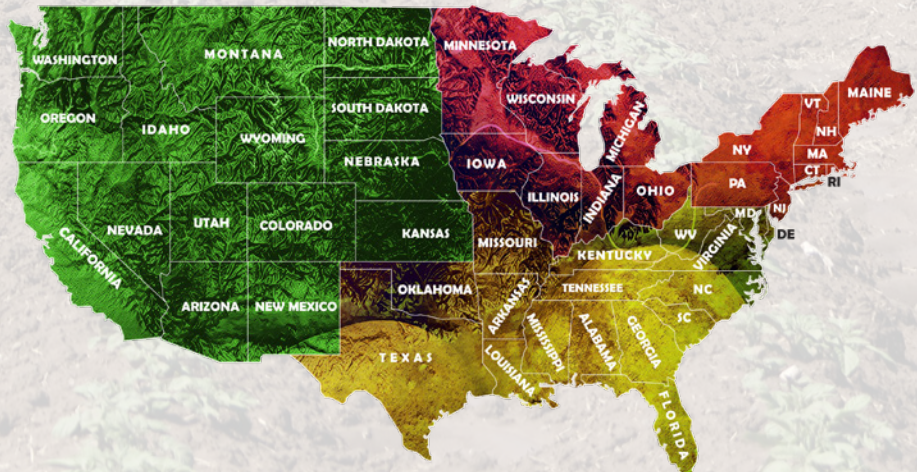 WASHINGTON
MONTANA
NORTH DAKOTA
MINNESOTA
OREGON
IDAHO
WYOMING
SOUTH DAKOTA
WISCONSIN
MICHIGAN
VT
MAINE
NH
NY
MA
CT
RI
NEBRASKA
IOWA
ILLINOIS
INDIANA
OHIO
PA
NJ
NEVADA
UTAH
COLORADO
KANSAS
MISSOURI
KENTUCKY
WV
VIRGINIA
MD
DE
CALIFORNIA
ARIZONA
NEW MEXICO
OKLAHOMA
ARKANSAS
TENNESSEE
NC
SC
TEXAS
LOUISIANA
MISSISSIPPI
ALABAMA
GEORGIA
FLORIDA